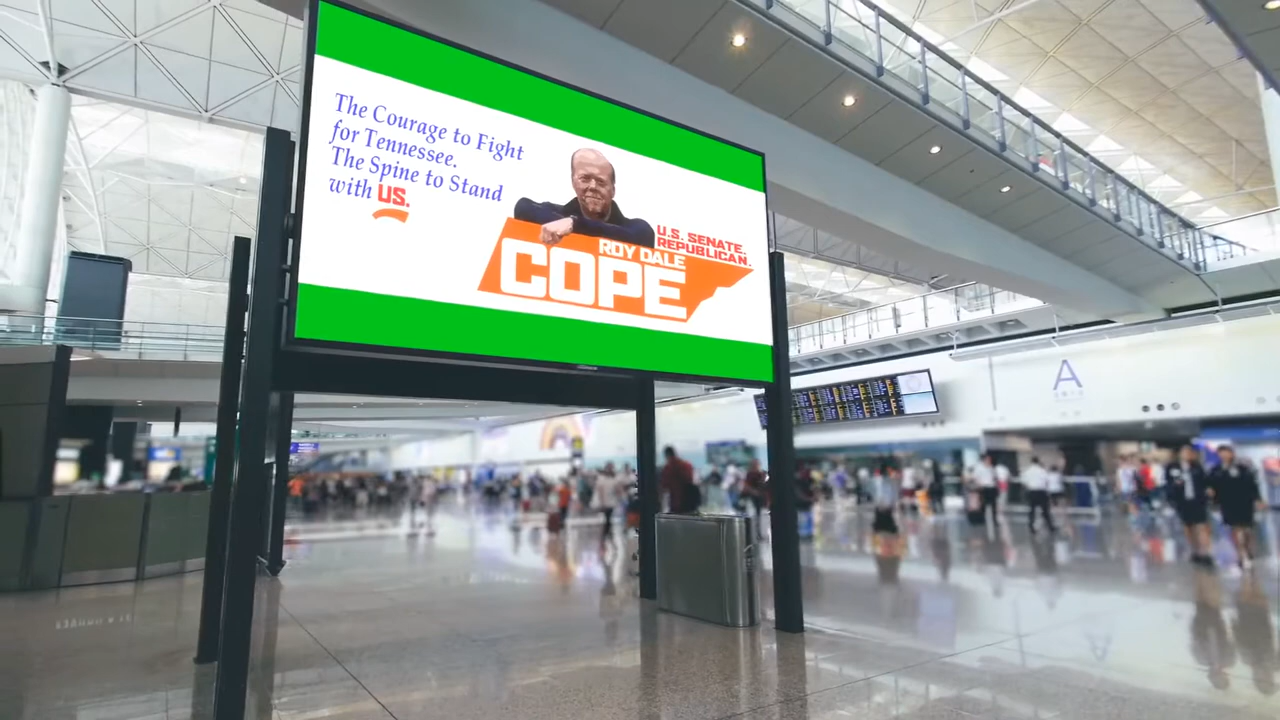 The Courage to Fight
for Tennessee.
The Spine to Stand
with US.
U.S. SENATE.
REPUBLICAN.
ROY DALE
COPE
A